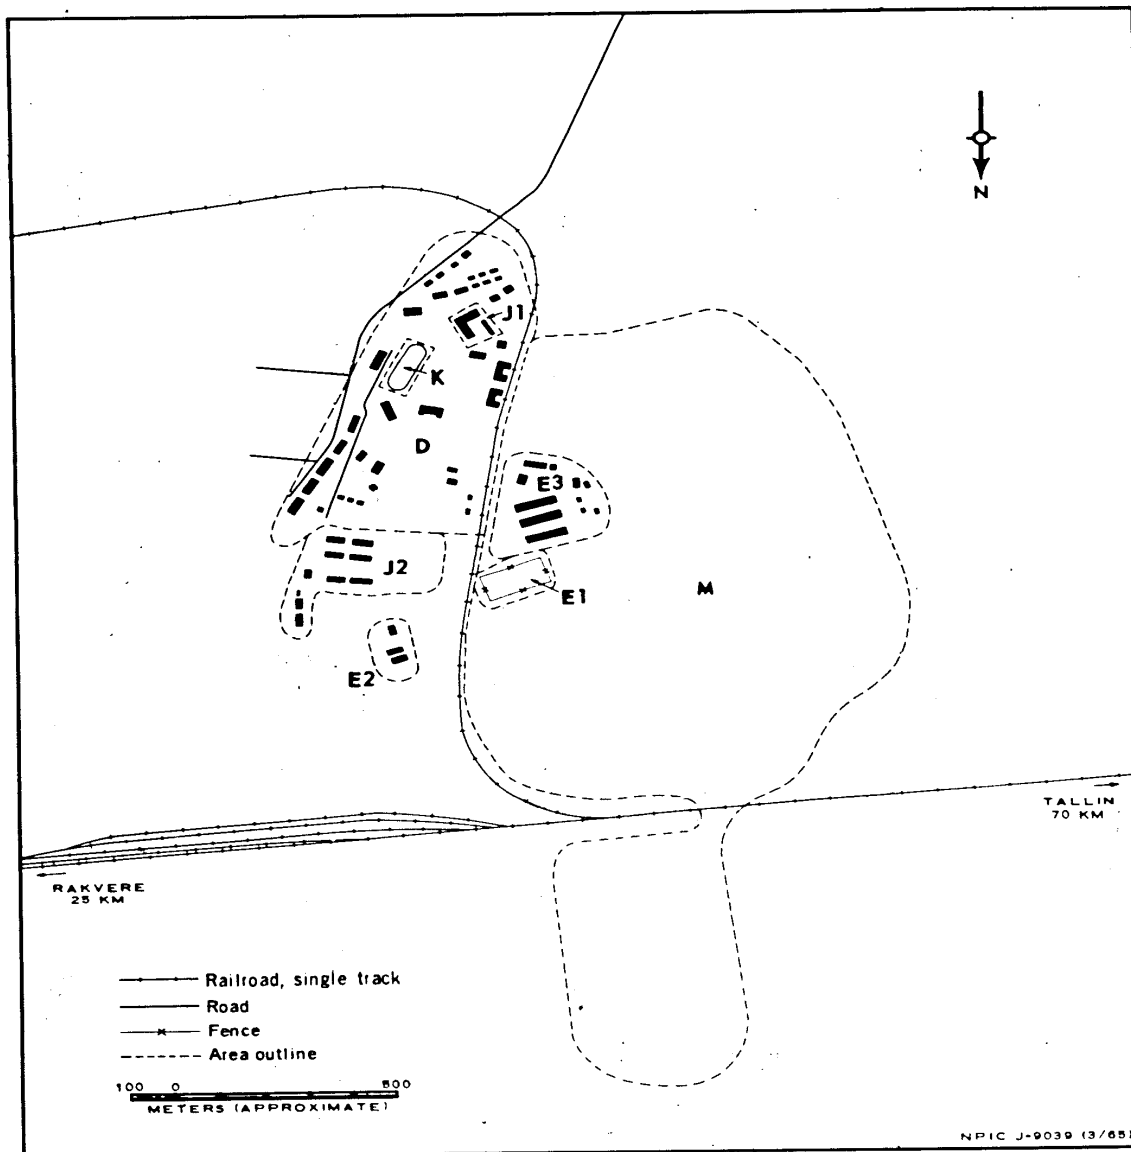 N
J1
K
D
E3
J2
E1
M
E2
TALLIN
70 KM
RAKVERE
25 KM
Railroad, single track
Road
Fence
Area outline
100 0 500
METERS (APPROXIMATE)
NPIC J-9039 (3/65)